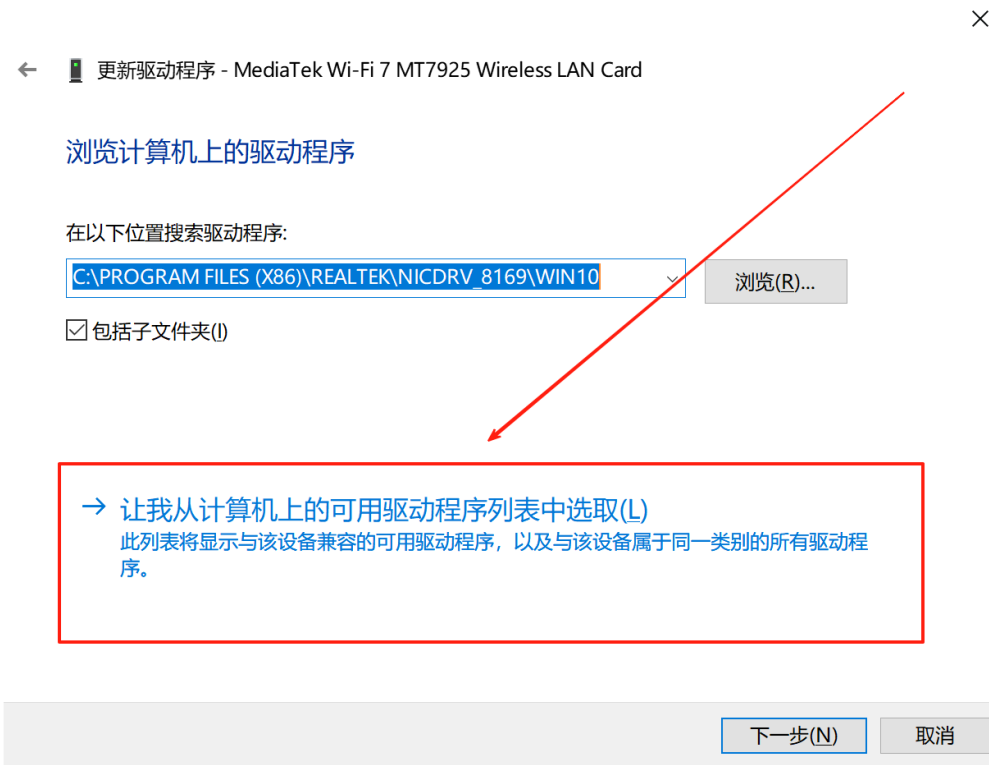 更新驱动程序 - MediaTek Wi-Fi 7 MT7925 Wireless LAN Card
浏览计算机上的驱动程序
在以下位置搜索驱动程序:
C:\PROGRAM FILES (X86)\REALTEK\NICDRV_8169\WIN10
浏览(R)...
包括子文件夹(I)
让我从计算机上的可用驱动程序列表中选取(L)
此列表将显示与该设备兼容的可用驱动程序，以及与该设备属于同一类别的所有驱动程
序。
下一步(N)
取消